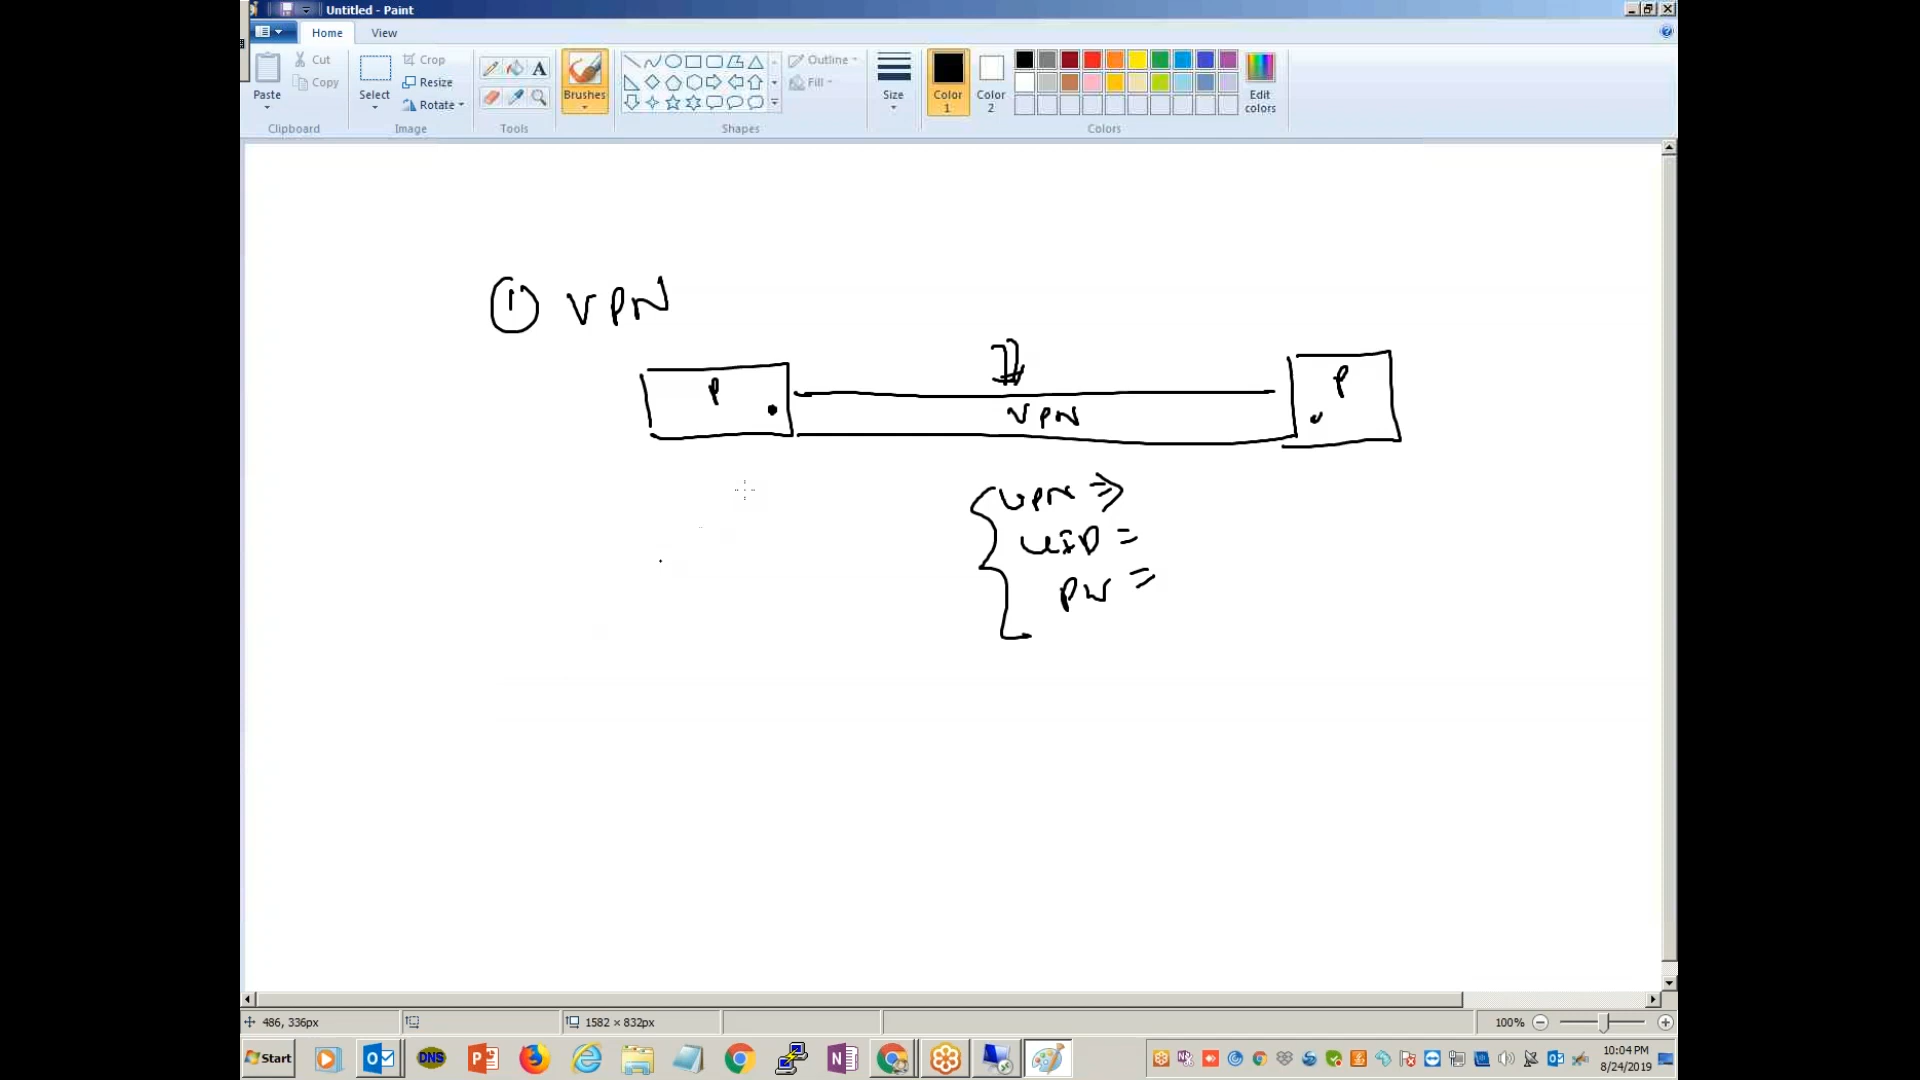 Untitled - Paint
Home View
Paste Cut Copy
Select Crop Resize Rotate
Brushes
Size
Color 1 Color 2
Edit colors
Outline Fill
Clipboard Image Tools Shapes Colors
1 VPN
P P
VPN
VPN
UID =
PW =
486, 336px 1582 × 832px 100%
Start DNS 10:04 PM
8/24/2019